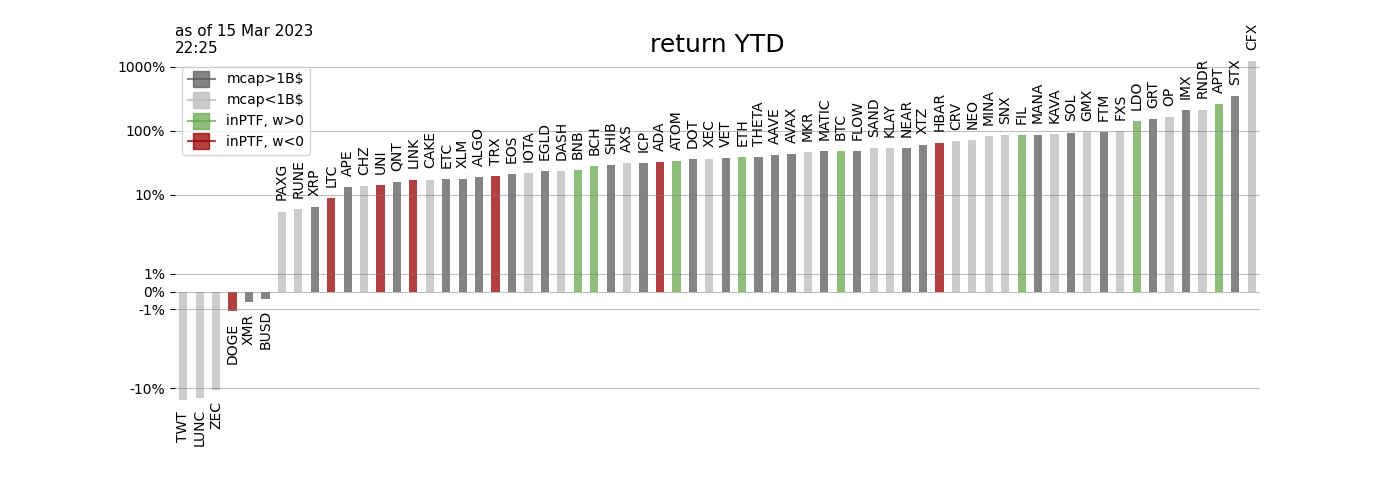 as of 15 Mar 2023
22:25
return YTD
mcap>1B$
mcap<1B$
inPTF, w>0
inPTF, w<0
1000%
100%
10%
1%
0%
-1%
-10%
TWT
LUNC
ZEC
DOGE
XMR
BUSD
PAXG
RUNE
XRP
LTC
APE
CHZ
UNI
QNT
LINK
CAKE
ETC
XLM
ALGO
TRX
EOS
IOTA
EGLD
DASH
BNB
BCH
SHIB
AXS
ICP
ADA
ATOM
DOT
XEC
VET
ETH
THETA
AAVE
AVAX
MKR
MATIC
BTC
FLOW
SAND
KLAY
NEAR
XTZ
HBAR
CRV
NEO
MINA
SNX
FIL
MANA
KAVA
SOL
GMX
FTM
FXS
LDO
GRT
OP
IMX
RNDR
APT
STX
CFX